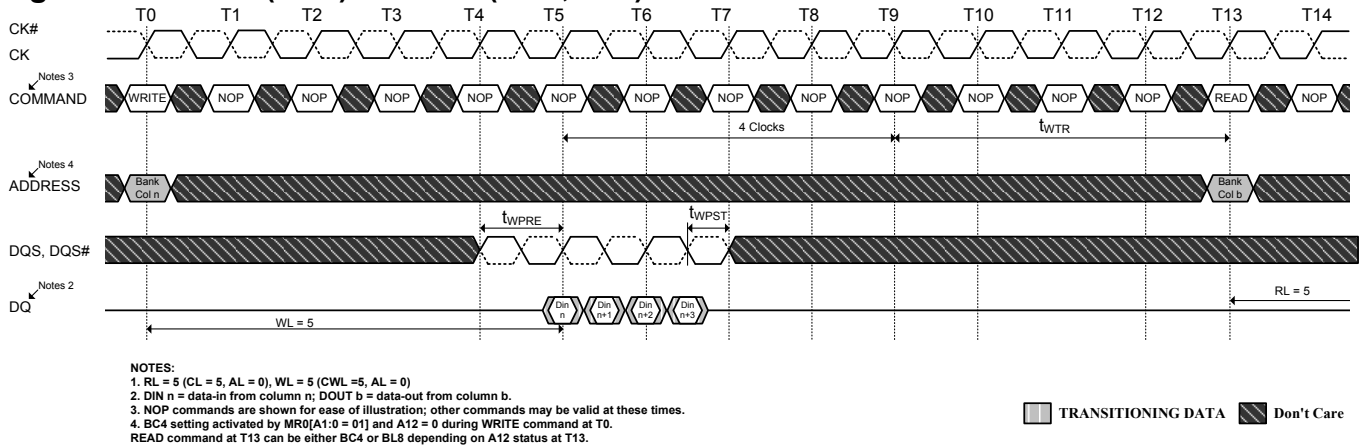 T0 T1 T2 T3 T4 T5 T6 T7 T8 T9 T10 T11 T12 T13 T14
CK#
CK
Notes 3
COMMAND WRITE NOP NOP NOP NOP NOP NOP NOP NOP NOP NOP NOP NOP READ NOP
4 Clocks tWTR
Notes 4
ADDRESS
Bank Col n
Bank Col b
tWPRE tWPST
DQS, DQS#
Notes 2
DQ
Din n
Din n+1
Din n+2
Din n+3
RL = 5
WL = 5
NOTES:
1. RL = 5 (CL = 5, AL = 0), WL = 5 (CWL =5, AL = 0)
2. DIN n = data-in from column n; DOUT b = data-out from column b.
3. NOP commands are shown for ease of illustration; other commands may be valid at these times.
4. BC4 setting activated by MR0[A1:0 = 01] and A12 = 0 during WRITE command at T0.
READ command at T13 can be either BC4 or BL8 depending on A12 status at T13.
TRANSITIONING DATA Don't Care